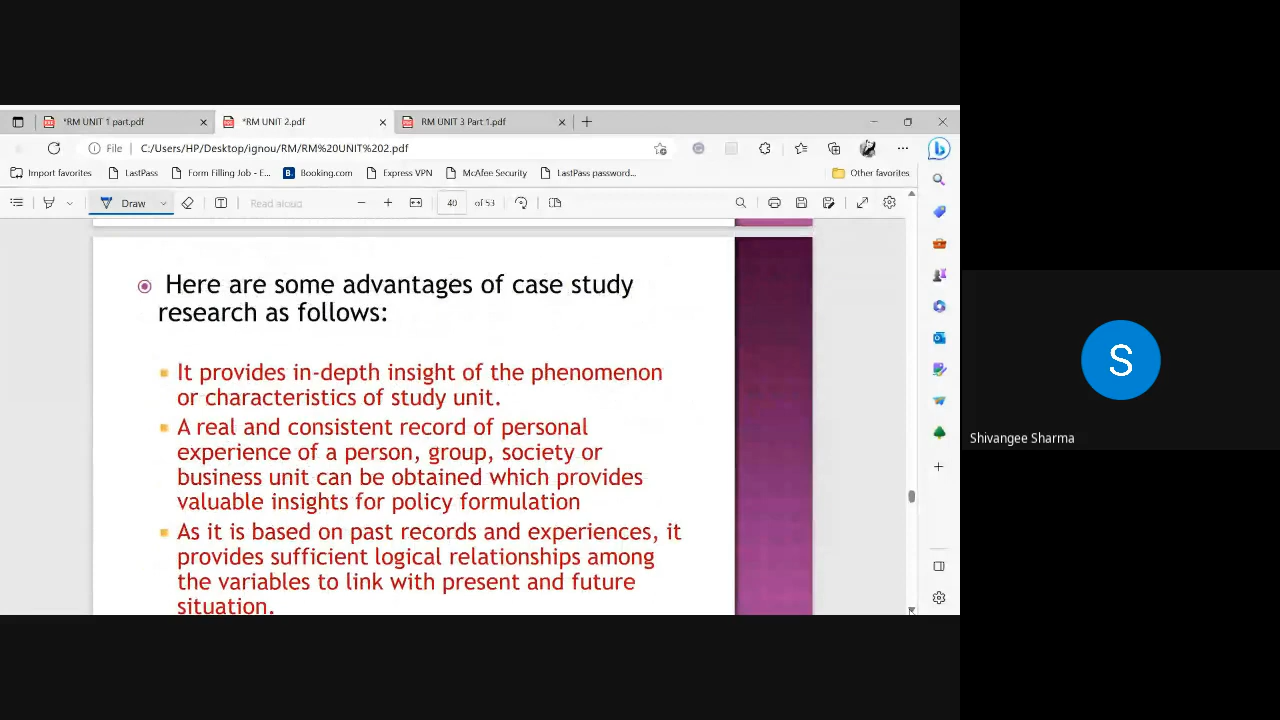 *RM UNIT 1 part.pdf
*RM UNIT 2.pdf
RM UNIT 3 Part 1.pdf
File
C:/Users/HP/Desktop/ignou/RM/RM%20UNIT%202.pdf
Import favorites
LastPass
Form Filling Job - E...
B.
Booking.com
Express VPN
McAfee Security
LastPass password...
Other favorites
Draw
Read aloud
40
of 53
Here are some advantages of case study
research as follows:
It provides in-depth insight of the phenomenon
or characteristics of study unit.
A real and consistent record of personal
experience of a person, group, society or
business unit can be obtained which provides
valuable insights for policy formulation
As it is based on past records and experiences, it
provides sufficient logical relationships among
the variables to link with present and future
situation.
S
Shivangee Sharma